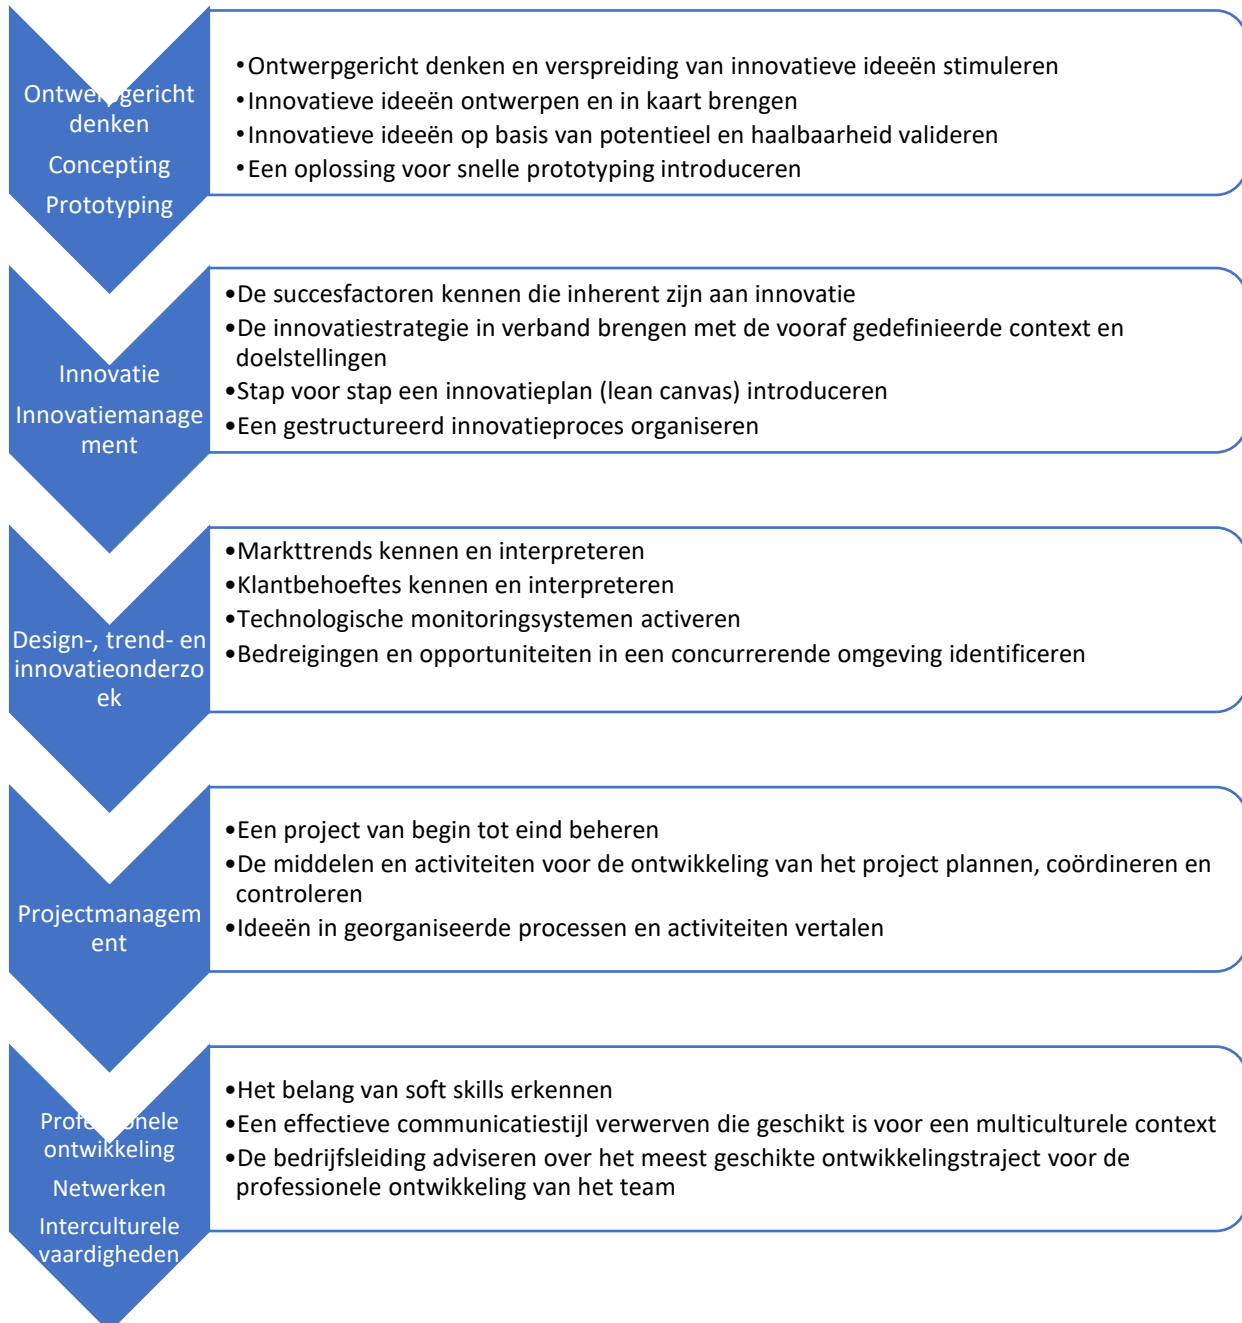 Ontwerpgericht
denken
Concepting
Prototyping
•Ontwerpgericht denken en verspreiding van innovatieve ideeën stimuleren
•Innovatieve ideeën ontwerpen en in kaart brengen
•Innovatieve ideeën op basis van potentieel en haalbaarheid valideren
•Een oplossing voor snelle prototyping introduceren
Innovatie
Innovatiemanage
ment
•De succesfactoren kennen die inherent zijn aan innovatie
•De innovatiestrategie in verband brengen met de vooraf gedefinieerde context en
doelstellingen
•Stap voor stap een innovatieplan (lean canvas) introduceren
•Een gestructureerd innovatieproces organiseren
Design-, trend- en
innovatieonderzo
ek
•Markttrends kennen en interpreteren
•Klantbehoeftes kennen en interpreteren
•Technologische monitoringsystemen activeren
•Bedreigingen en opportuniteiten in een concurrerende omgeving identificeren
Projectmanagem
ent
•Een project van begin tot eind beheren
•De middelen en activiteiten voor de ontwikkeling van het project plannen, coördineren en
controleren
•Ideeën in georganiseerde processen en activiteiten vertalen
Professionele
ontwikkeling
Netwerken
Interculturele
vaardigheden
•Het belang van soft skills erkennen
•Een effectieve communicatiestijl verwerven die geschikt is voor een multiculturele context
•De bedrijfsleiding adviseren over het meest geschikte ontwikkelingstraject voor de
professionele ontwikkeling van het team